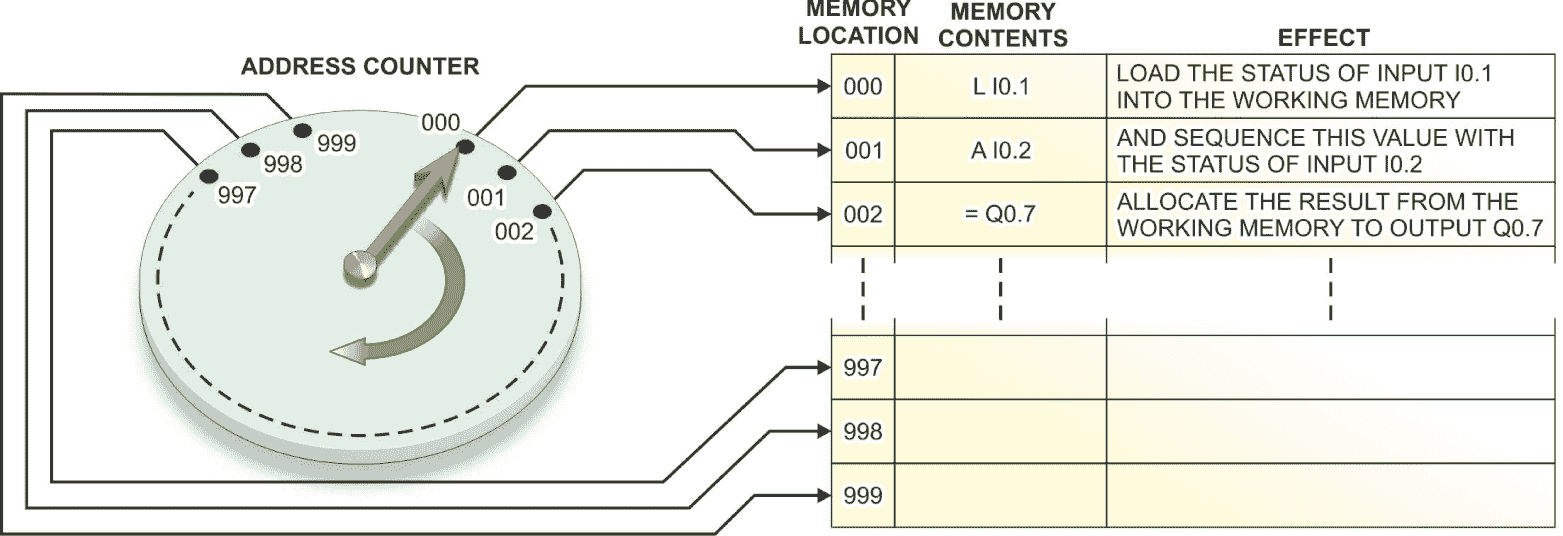 MEMORY LOCATION
MEMORY CONTENTS
EFFECT
ADDRESS COUNTER
000
001
002
997
998
999
000
L I0.1
LOAD THE STATUS OF INPUT I0.1
INTO THE WORKING MEMORY
001
A I0.2
AND SEQUENCE THIS VALUE WITH
THE STATUS OF INPUT I0.2
002
= Q0.7
ALLOCATE THE RESULT FROM THE
WORKING MEMORY TO OUTPUT Q0.7
997
998
999